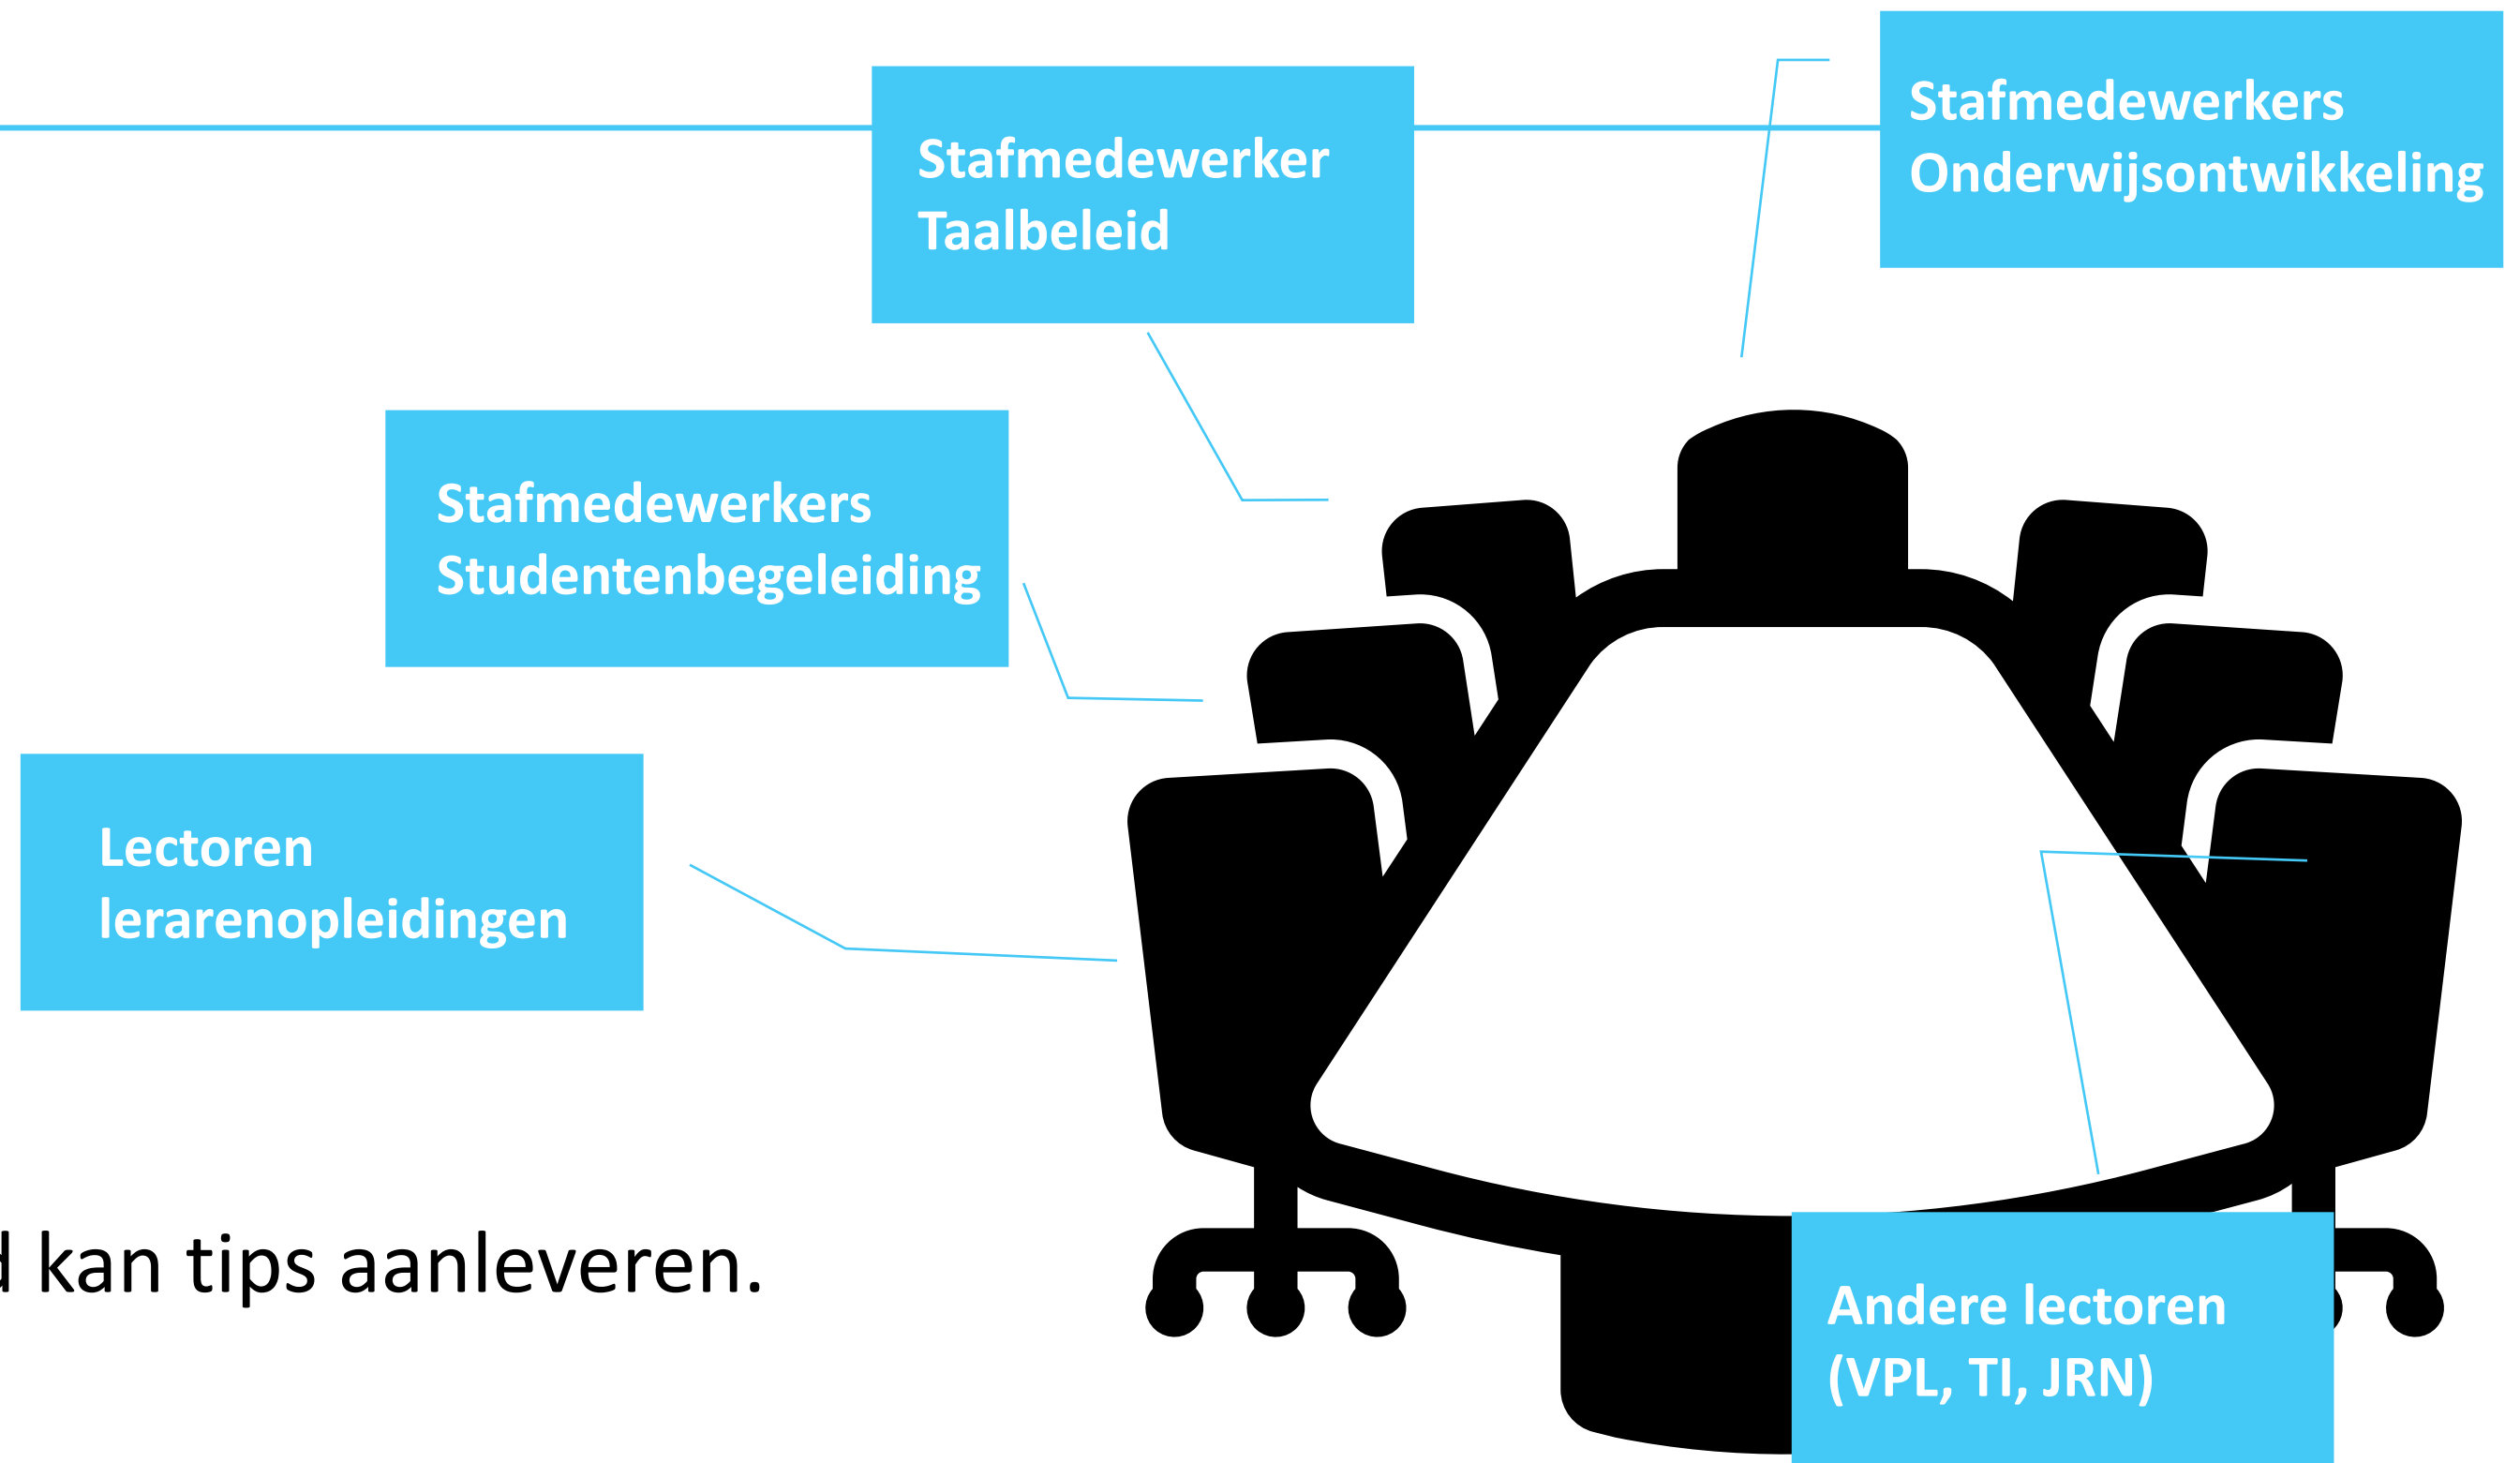 Stafmedewerkers
Onderwijsontwikkeling
Stafmedewerker
Taalbeleid
Stafmedewerkers
Studentenbegeleiding
Lectoren
lerarenopleidingen
kan tips aanleveren.
Andere lectoren
(VPL, TI, JRN)